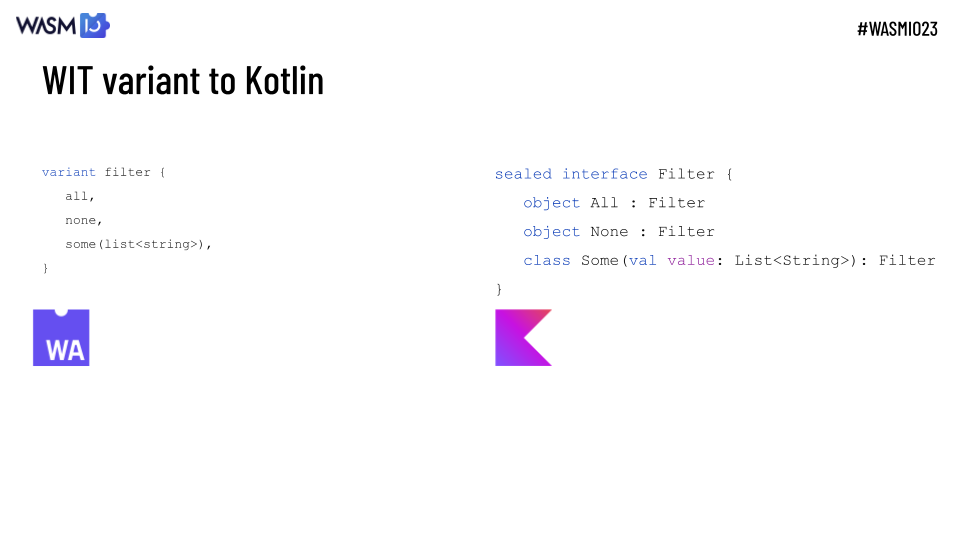 WASM IO
#WASMIO23
WIT variant to Kotlin
variant filter {
all,
none,
some(list<string>),
}
WA
sealed interface Filter {
object All : Filter
object None : Filter
class Some(val value: List<String>): Filter
}